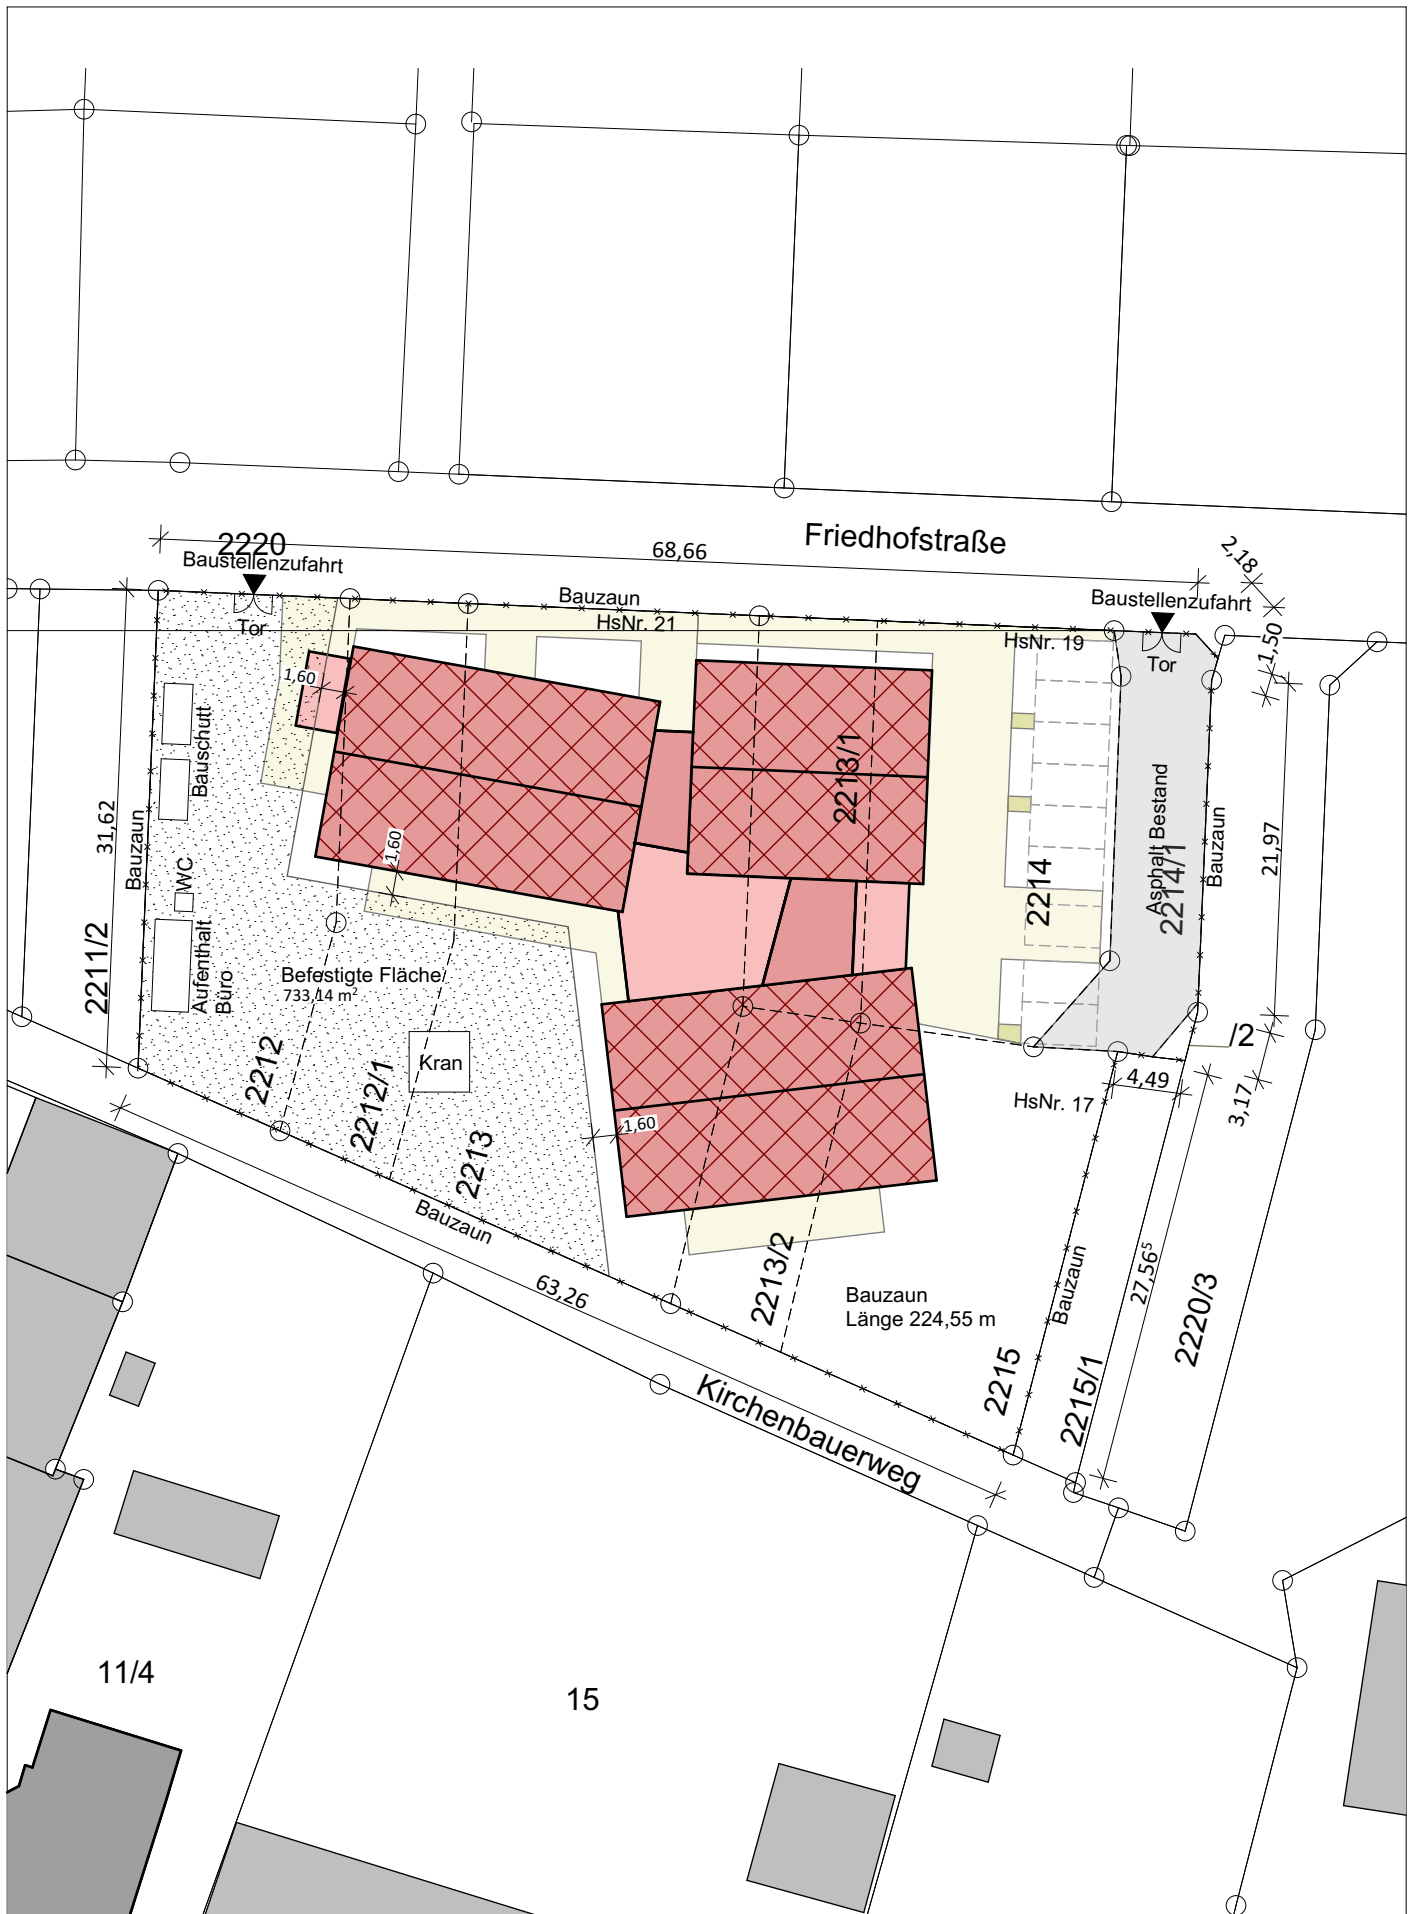 Friedhofstraße
2220
68,66
2,18
Baustellenzufahrt
Bauzaun
Baustellenzufahrt
Tor
HsNr. 21
HsNr. 19
Tor
1,50
1,60
Bauschutt
2213/1
31,62
Bauzaun
1,60
Asphalt Bestand
2214/1
Bauzaun
21,97
WC
2214
2211/2
Aufenthalt
Büro
Befestigte Fläche
733,14 m²
/2
2212
2212/1
Kran
4,49
3,17
HsNr. 17
1,60
2213
Bauzaun
63,26
2213/2
Bauzaun
Länge 224,55 m
Bauzaun
27,56⁵
2220/3
2215
2215/1
Kirchenbauerweg
11/4
15